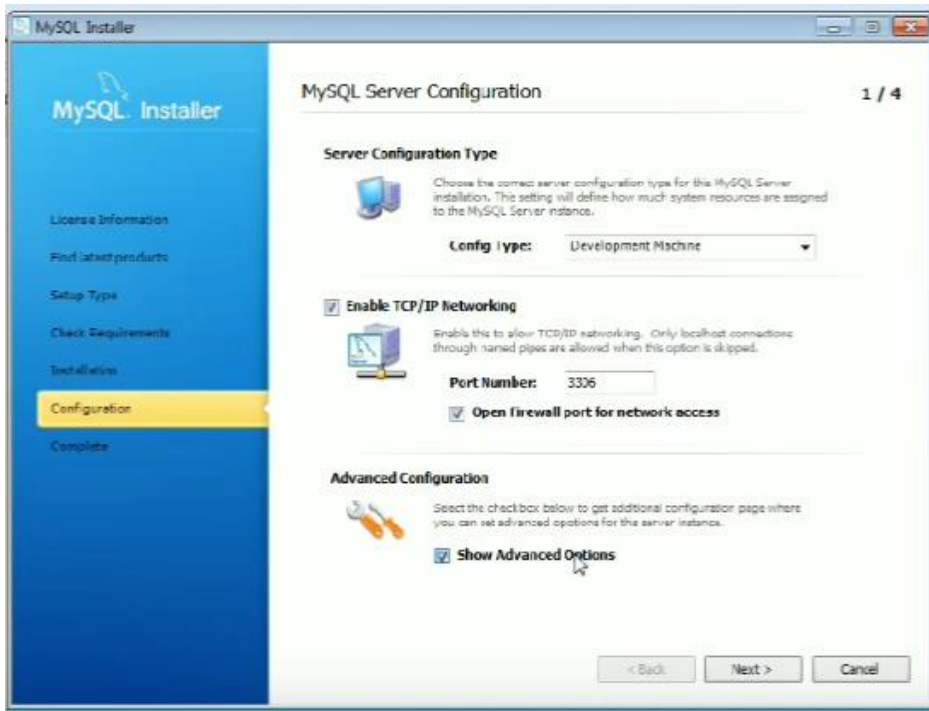 MySQL Installer
MySQL Server Configuration
1 / 4
MySQL. Installer
License Information
Find latest products
Setup Type
Check Requirements
Installation
Configuration
Complete
Server Configuration Type
Choose the correct server configuration type for this MySQL Server
installation. This setting will define how much system resources are assigned
to the MySQL Server instance.
Config Type:
Development Machine
Enable TCP/IP Networking
Enable this to allow TCP/IP networking. Only localhost connections
through named pipes are allowed when this option is skipped.
Port Number:
3306
Open Firewall port for network access
Advanced Configuration
Select the checkbox below to get additional configuration page where
you can set advanced options for the server instance.
Show Advanced Options
< Back
Next >
Cancel